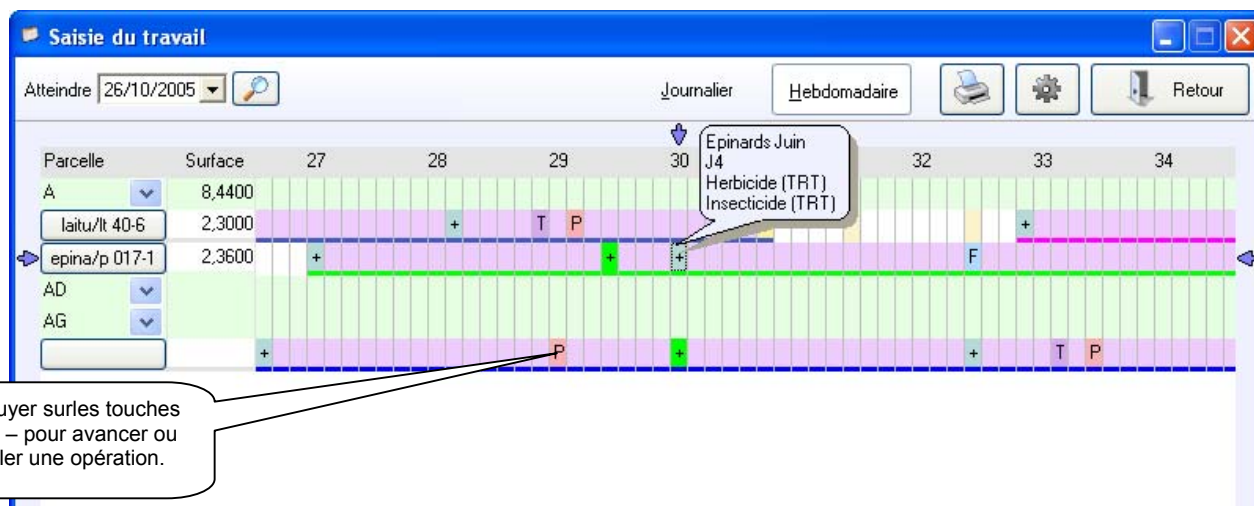 Saisie du travail
Atteindre 26/10/2005 Journalier Hebdomadaire Retour
Parcelle Surface 27 28 29 30 32 33 34
Epinards Juin
J4
Herbicide (TRT)
Insecticide (TRT)
A 8,4400
laitu/lt 40-6 2,3000 + T P +
epina/p 017-1 2,3600 + + + F
AD
AG
+ P + + T P
uyer surles touches
– pour avancer ou
ler une opération.